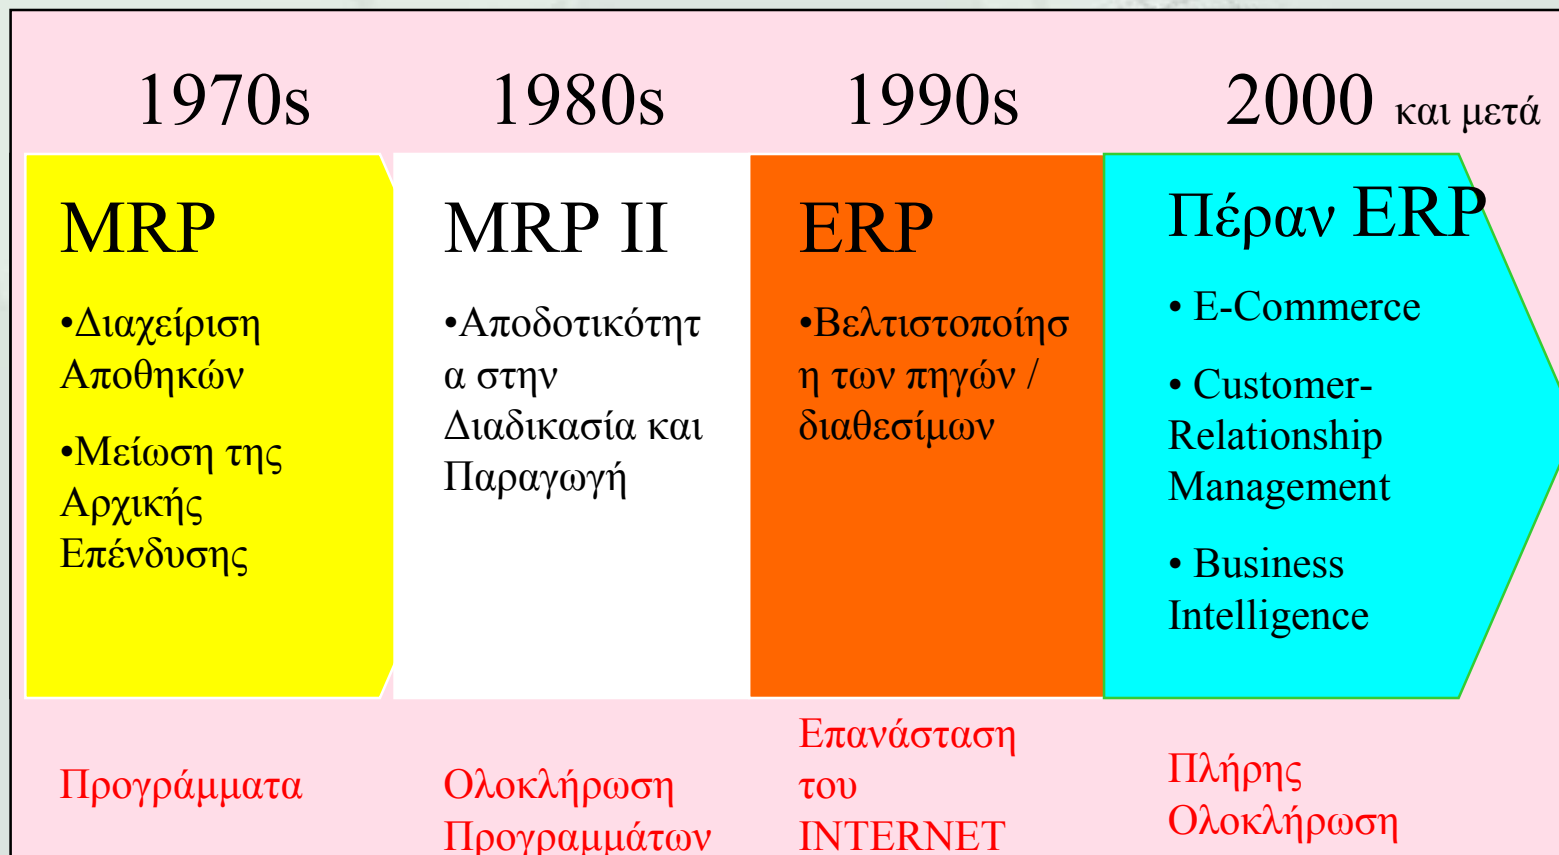 1970s
1980s
1990s
2000 και μετά
MRP
•Διαχείριση
Αποθηκών
•Μείωση της
Αρχικής
Επένδυσης
MRP II
•Αποδοτικότητ
α στην
Διαδικασία και
Παραγωγή
ERP
•Βελτιστοποίησ
η των πηγών /
διαθεσίμων
Πέραν ERP
• E-Commerce
• Customer-
Relationship
Management
• Business
Intelligence
Προγράμματα
Ολοκλήρωση
Προγραμμάτων
Επανάσταση
του
INTERNET
Πλήρης
Ολοκλήρωση